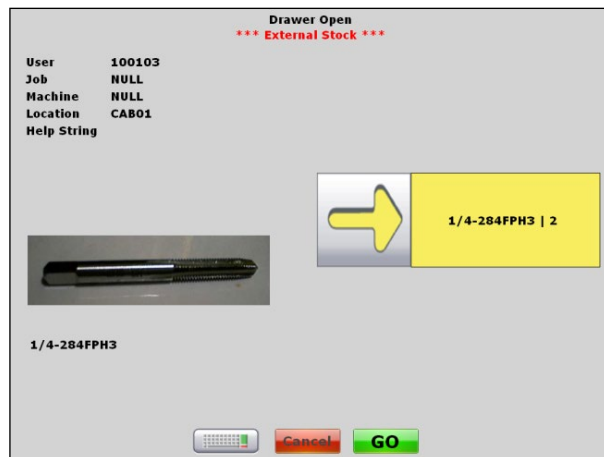 Drawer Open
*** External Stock ***
User 100103
Job NULL
Machine NULL
Location CAB01
Help String
1/4-284FPH3 | 2
1/4-284FPH3
Cancel
GO